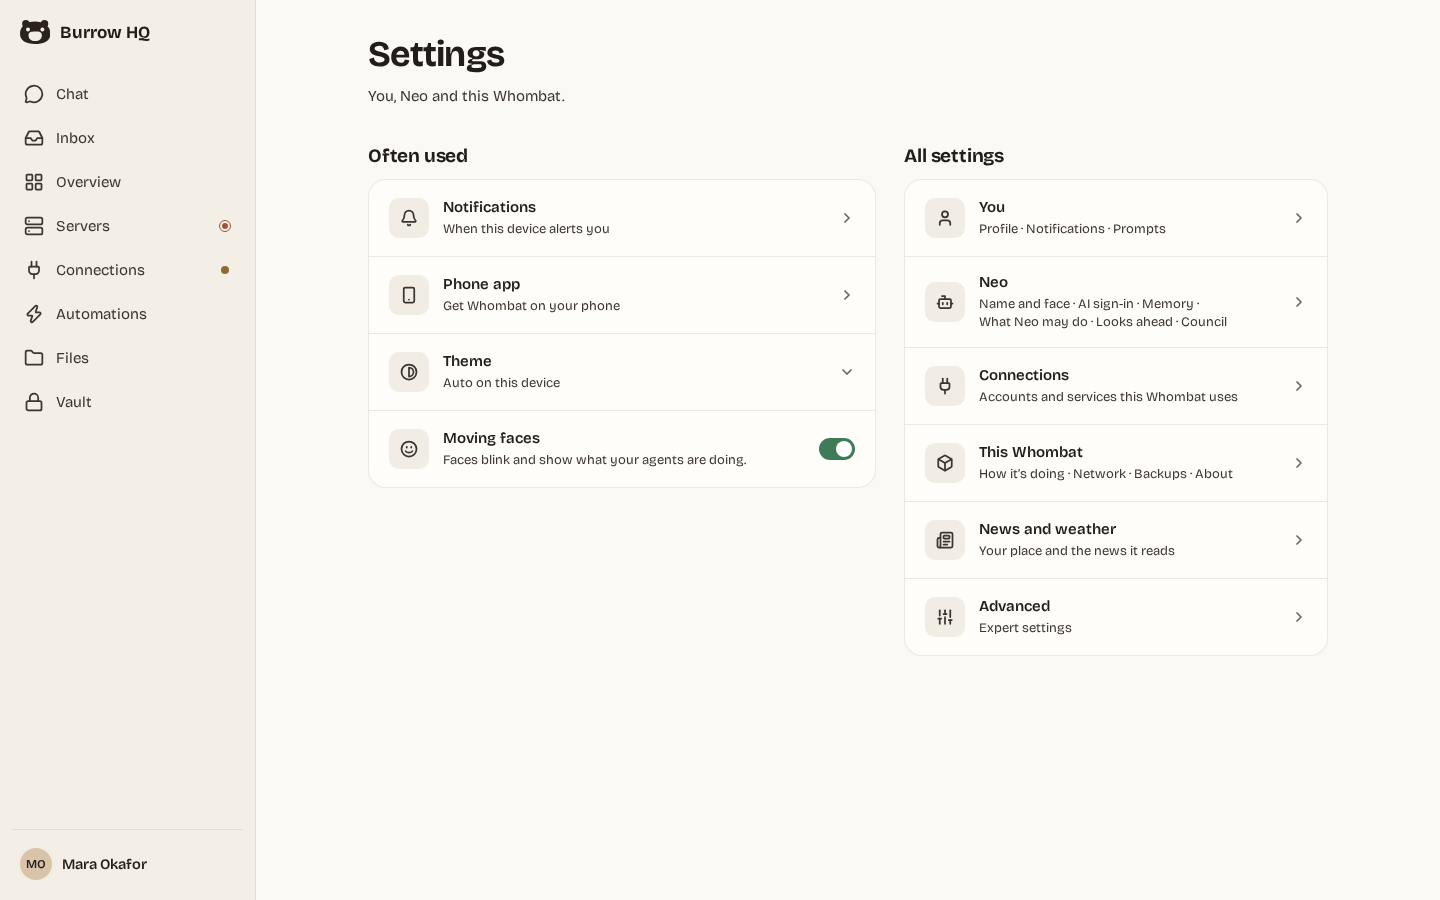 Burrow HQ
Chat
Inbox
Overview
Servers
Connections
Automations
Files
Vault
MO
Mara Okafor
Settings
You, Neo and this Whombat.
Often used
Notifications
When this device alerts you
Phone app
Get Whombat on your phone
Theme
Auto on this device
Moving faces
Faces blink and show what your agents are doing.
All settings
You
Profile · Notifications · Prompts
Neo
Name and face · AI sign-in · Memory ·
What Neo may do · Looks ahead · Council
Connections
Accounts and services this Whombat uses
This Whombat
How it’s doing · Network · Backups · About
News and weather
Your place and the news it reads
Advanced
Expert settings